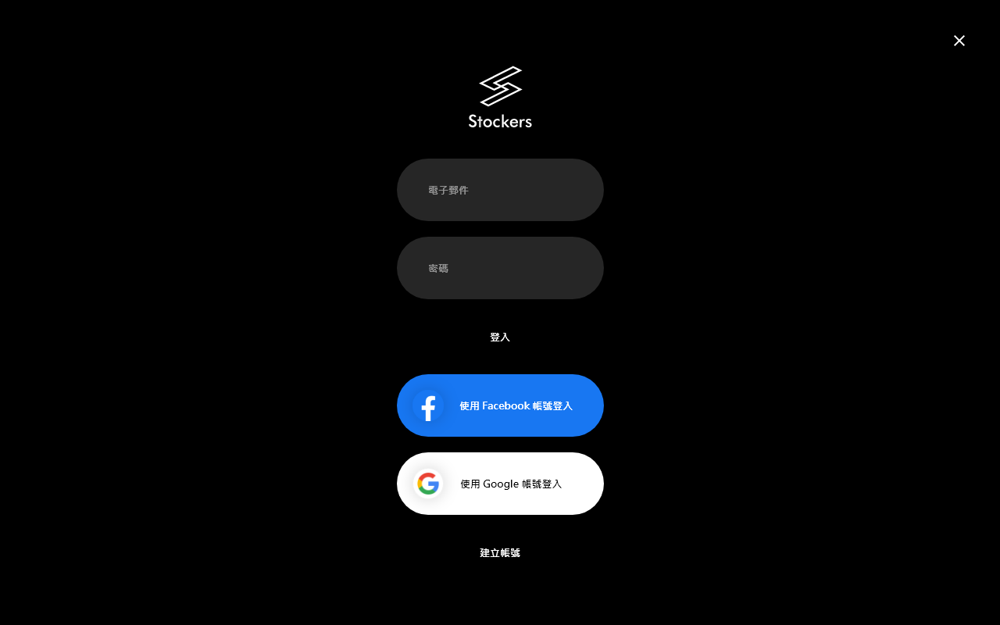 Stockers
電子郵件
密碼
登入
使用 Facebook 帳號登入
使用 Google 帳號登入
建立帳號